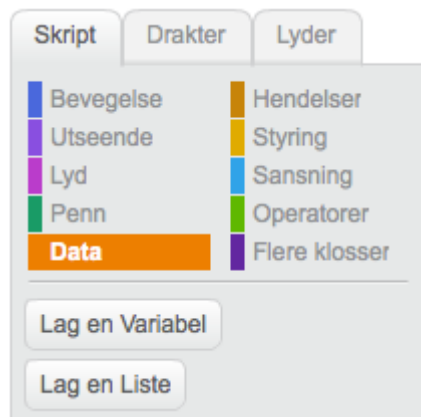 Skript Drakter Lyder
Bevegelse Hendelser
Utseende Styring
Lyd Sansning
Penn Operatorer
Data Flere klosser
Lag en Variabel
Lag en Liste